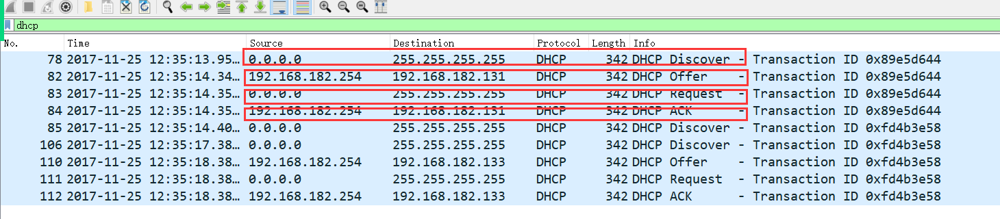 dhcp
No. Time Source Destination Protocol Length Info
78 2017-11-25 12:35:13.95… 0.0.0.0 255.255.255.255 DHCP 342 DHCP Discover - Transaction ID 0x89e5d644
82 2017-11-25 12:35:14.34… 192.168.182.254 192.168.182.131 DHCP 342 DHCP Offer - Transaction ID 0x89e5d644
83 2017-11-25 12:35:14.35… 0.0.0.0 255.255.255.255 DHCP 342 DHCP Request - Transaction ID 0x89e5d644
84 2017-11-25 12:35:14.35… 192.168.182.254 192.168.182.131 DHCP 342 DHCP ACK - Transaction ID 0x89e5d644
85 2017-11-25 12:35:14.40… 0.0.0.0 255.255.255.255 DHCP 342 DHCP Discover - Transaction ID 0xfd4b3e58
106 2017-11-25 12:35:17.38… 0.0.0.0 255.255.255.255 DHCP 342 DHCP Discover - Transaction ID 0xfd4b3e58
110 2017-11-25 12:35:18.38… 192.168.182.254 192.168.182.133 DHCP 342 DHCP Offer - Transaction ID 0xfd4b3e58
111 2017-11-25 12:35:18.38… 0.0.0.0 255.255.255.255 DHCP 342 DHCP Request - Transaction ID 0xfd4b3e58
112 2017-11-25 12:35:18.38… 192.168.182.254 192.168.182.133 DHCP 342 DHCP ACK - Transaction ID 0xfd4b3e58